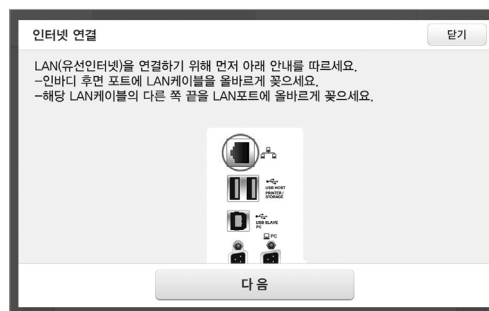 인터넷 연결
닫기
LAN(유선인터넷)을 연결하기 위해 먼저 아래 안내를 따르세요.
-인바디 후면 포트에 LAN케이블을 올바르게 꽂으세요.
-해당 LAN케이블의 다른 쪽 끝을 LAN포트에 올바르게 꽂으세요.
USB HOST
PRINTER/
STORAGE
USB SLAVE
PC
PC
다음